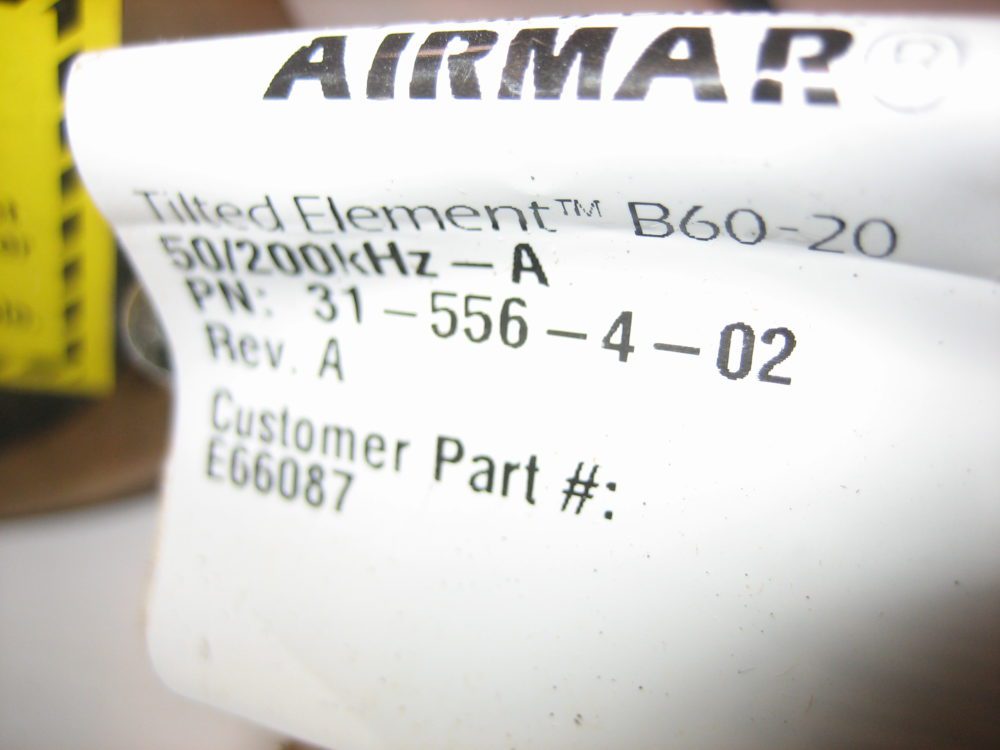 AIRMAR®
Tilted Element™ B60-20
50/200kHz – A
PN: 31 – 556 – 4 – 02
Rev. A
Customer Part #:
E66087